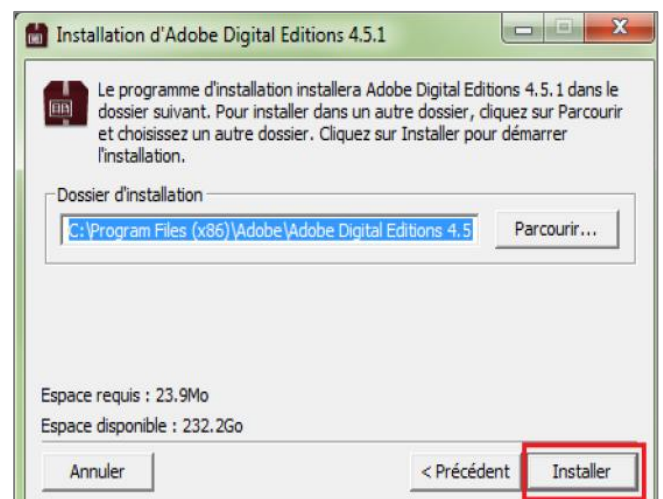 Installation d'Adobe Digital Editions 4.5.1
Le programme d'installation installera Adobe Digital Editions 4.5.1 dans le
dossier suivant. Pour installer dans un autre dossier, cliquez sur Parcourir
et choisissez un autre dossier. Cliquez sur Installer pour démarrer
l'installation.
Dossier d'installation
C:\Program Files (x86)\Adobe\Adobe Digital Editions 4.5
Parcourir...
Espace requis : 23.9Mo
Espace disponible : 232.2Go
Annuler
< Précédent
Installer